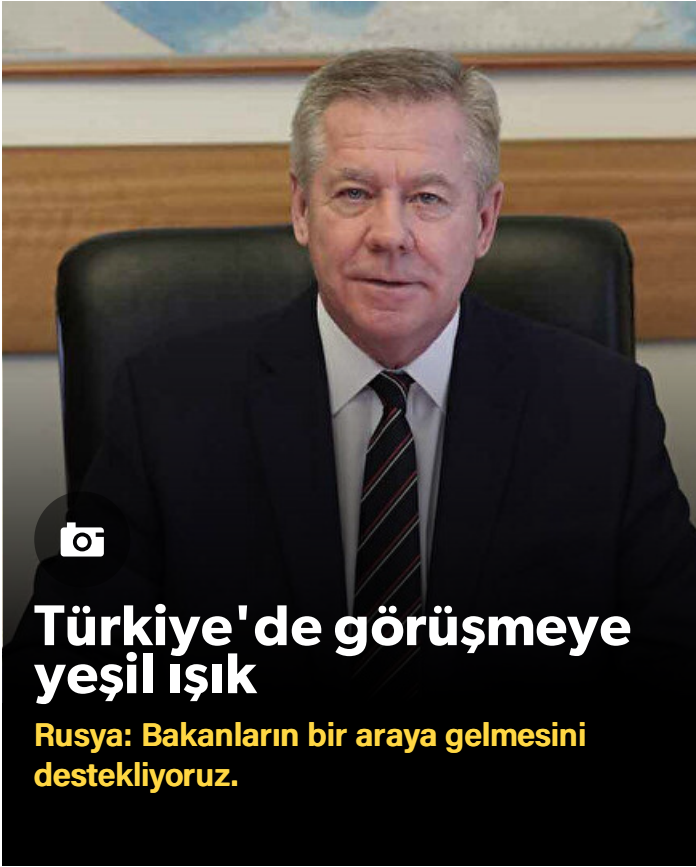 Türkiye'de görüşmeye
yeşil ışık
Rusya: Bakanların bir araya gelmesini
destekliyoruz.